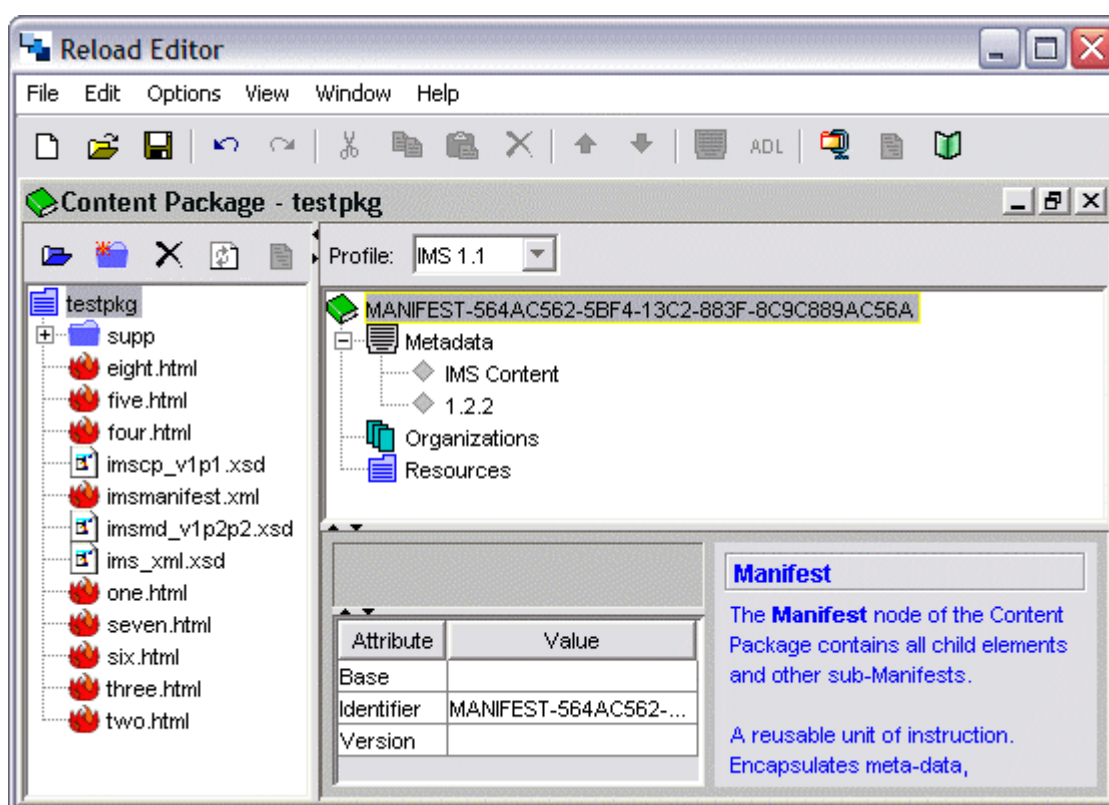 Reload Editor
File Edit Options View Window Help
ADL
Content Package - testpkg
Profile: IMS 1.1
testpkg
supp
eight.html
five.html
four.html
imscp_v1p1.xsd
imsmanifest.xml
imsmd_v1p2p2.xsd
ims_xml.xsd
one.html
seven.html
six.html
three.html
two.html
MANIFEST-564AC562-5BF4-13C2-883F-8C9C889AC56A
Metadata
IMS Content
1.2.2
Organizations
Resources
Attribute Value
Base
Identifier MANIFEST-564AC562-...
Version
Manifest
The Manifest node of the Content
Package contains all child elements
and other sub-Manifests.
A reusable unit of instruction.
Encapsulates meta-data,